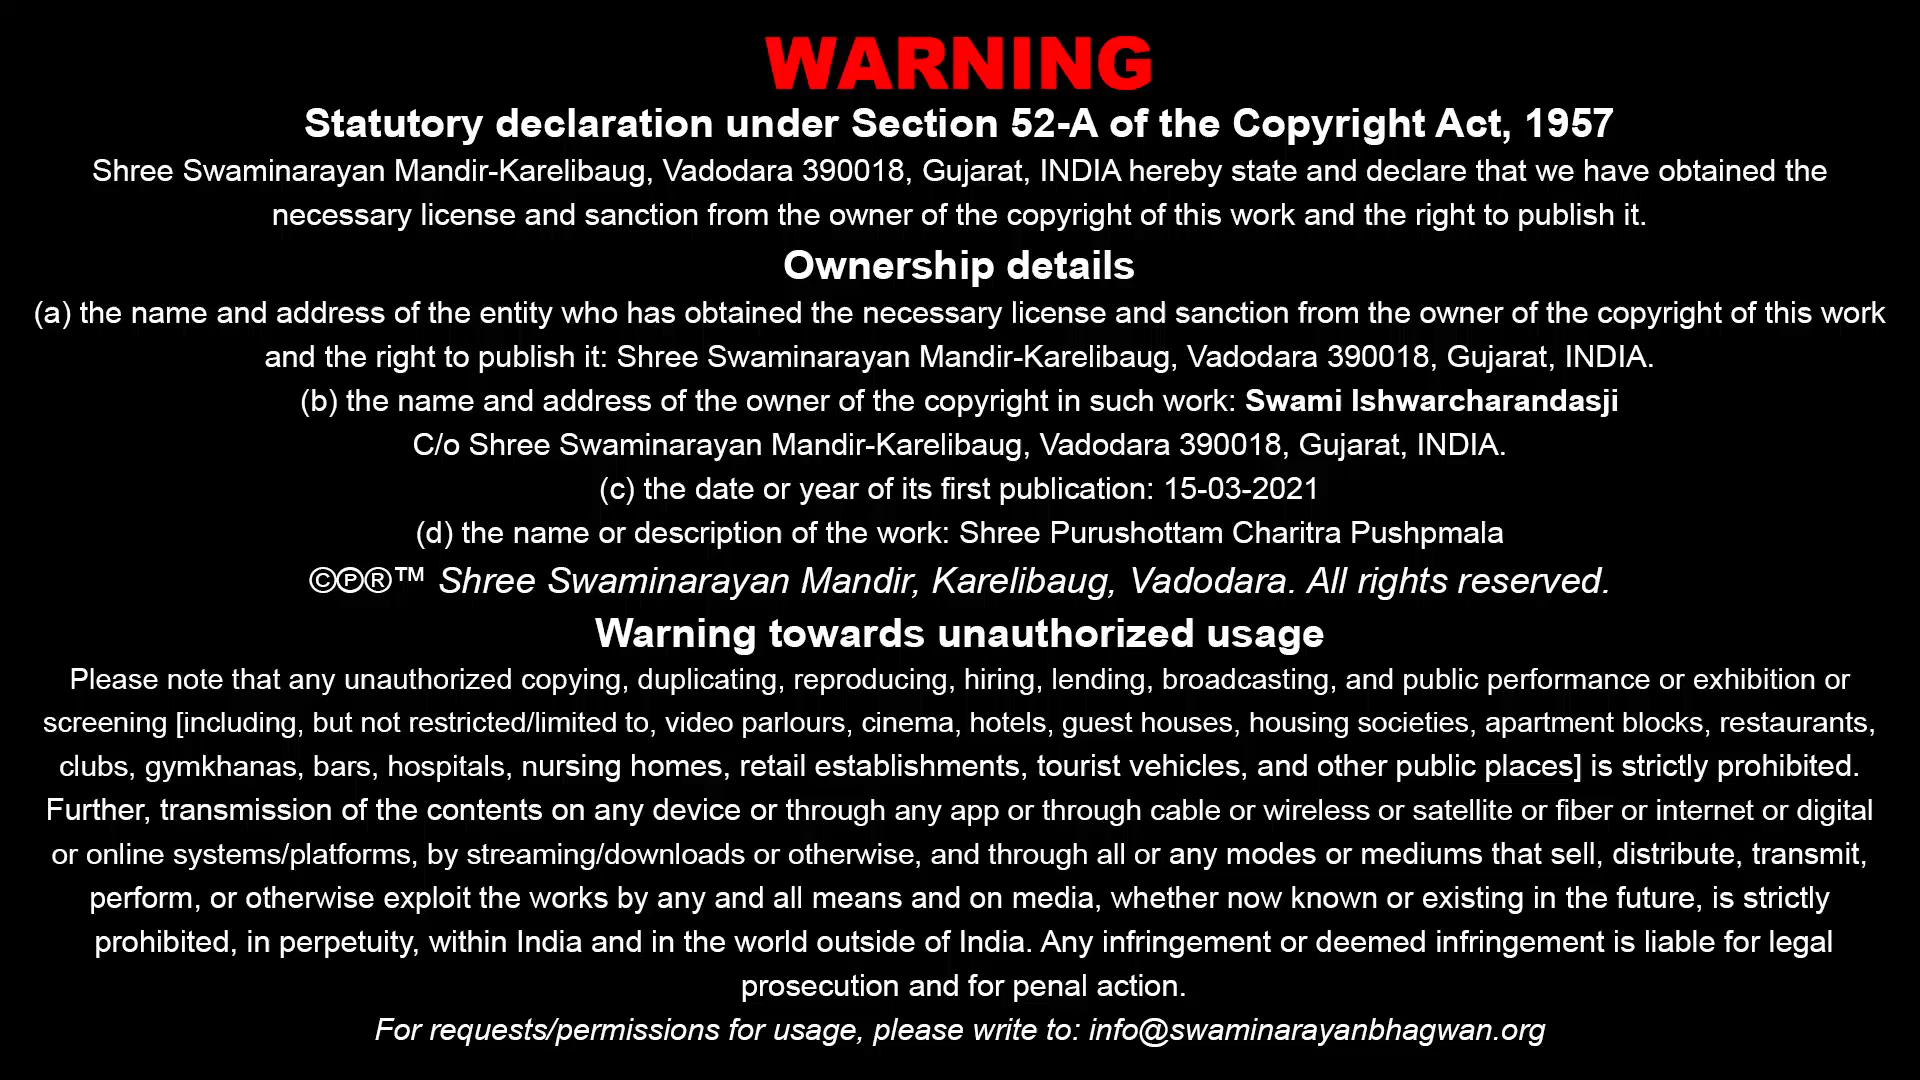 WARNING
Statutory declaration under Section 52-A of the Copyright Act, 1957
Shree Swaminarayan Mandir-Karelibaug, Vadodara 390018, Gujarat, INDIA hereby state and declare that we have obtained the
necessary license and sanction from the owner of the copyright of this work and the right to publish it.
Ownership details
(a) the name and address of the entity who has obtained the necessary license and sanction from the owner of the copyright of this work
and the right to publish it: Shree Swaminarayan Mandir-Karelibaug, Vadodara 390018, Gujarat, INDIA.
(b) the name and address of the owner of the copyright in such work: Swami Ishwarcharandasji
C/o Shree Swaminarayan Mandir-Karelibaug, Vadodara 390018, Gujarat, INDIA.
(c) the date or year of its first publication: 15-03-2021
(d) the name or description of the work: Shree Purushottam Charitra Pushpmala
©℗®™ Shree Swaminarayan Mandir, Karelibaug, Vadodara. All rights reserved.
Warning towards unauthorized usage
Please note that any unauthorized copying, duplicating, reproducing, hiring, lending, broadcasting, and public performance or exhibition or
screening [including, but not restricted/limited to, video parlours, cinema, hotels, guest houses, housing societies, apartment blocks, restaurants,
clubs, gymkhanas, bars, hospitals, nursing homes, retail establishments, tourist vehicles, and other public places] is strictly prohibited.
Further, transmission of the contents on any device or through any app or through cable or wireless or satellite or fiber or internet or digital
or online systems/platforms, by streaming/downloads or otherwise, and through all or any modes or mediums that sell, distribute, transmit,
perform, or otherwise exploit the works by any and all means and on media, whether now known or existing in the future, is strictly
prohibited, in perpetuity, within India and in the world outside of India. Any infringement or deemed infringement is liable for legal
prosecution and for penal action.
For requests/permissions for usage, please write to: info@swaminarayanbhagwan.org